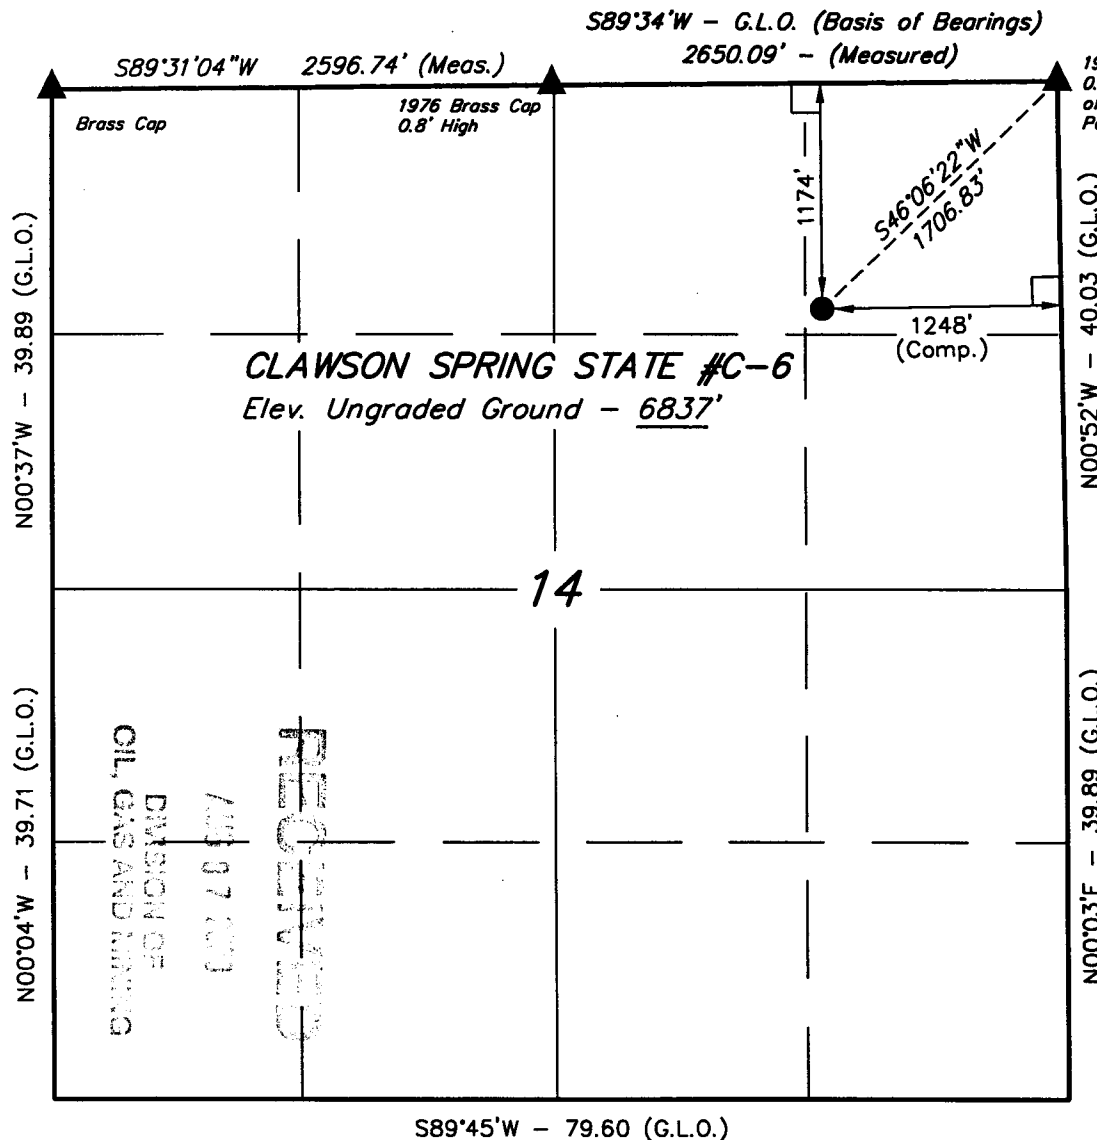 S89°34'W - G.L.O. (Basis of Bearings)
2650.09' - (Measured)
S89°31'04"W 2596.74' (Meas.)
Brass Cap
1976 Brass Cap
0.8' High
1174'
S46°06'22"W
1706.83'
1248'
(Comp.)
N00°37'W - 39.89 (G.L.O.)
N00°52'W - 40.03 (G.L.O.)
CLAWSON SPRING STATE #C-6
Elev. Ungraded Ground - 6837'
14
N00°04'W - 39.71 (G.L.O.)
N00°03'E - 39.89 (G.L.O.)
RECEIVED
AUG 07
DIVISION OF
OIL, GAS AND MINING
S89°45'W - 79.60 (G.L.O.)